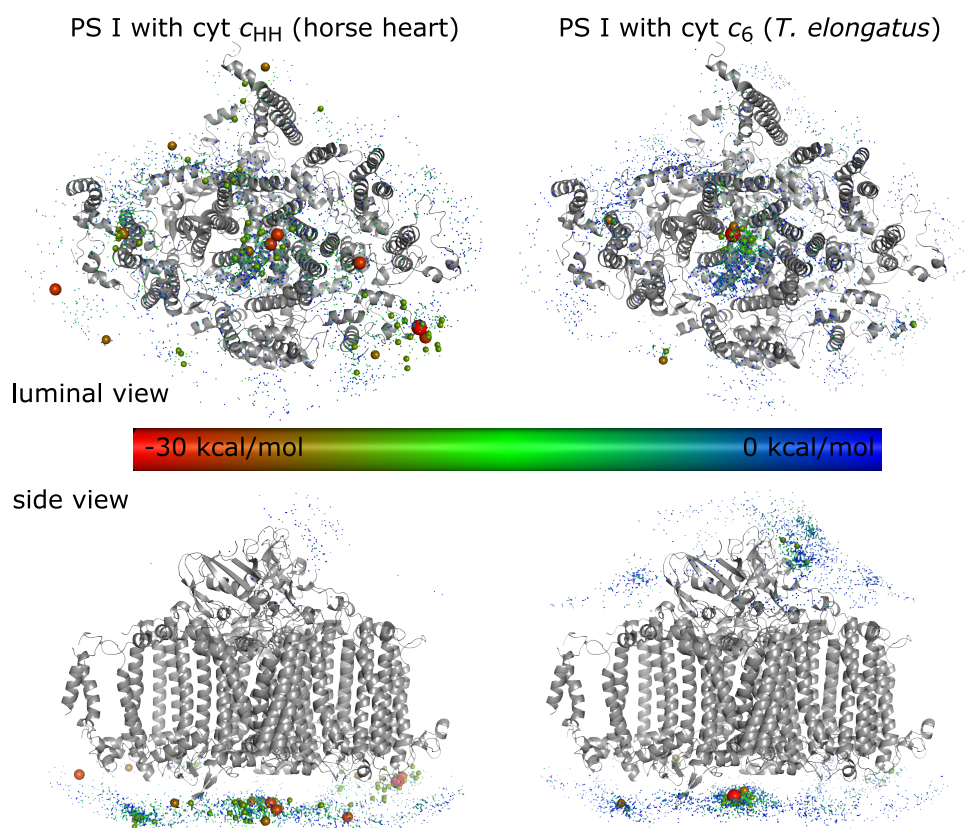 PS I with cyt cHH (horse heart)
PS I with cyt c6 (T. elongatus)
luminal view
-30 kcal/mol
0 kcal/mol
side view